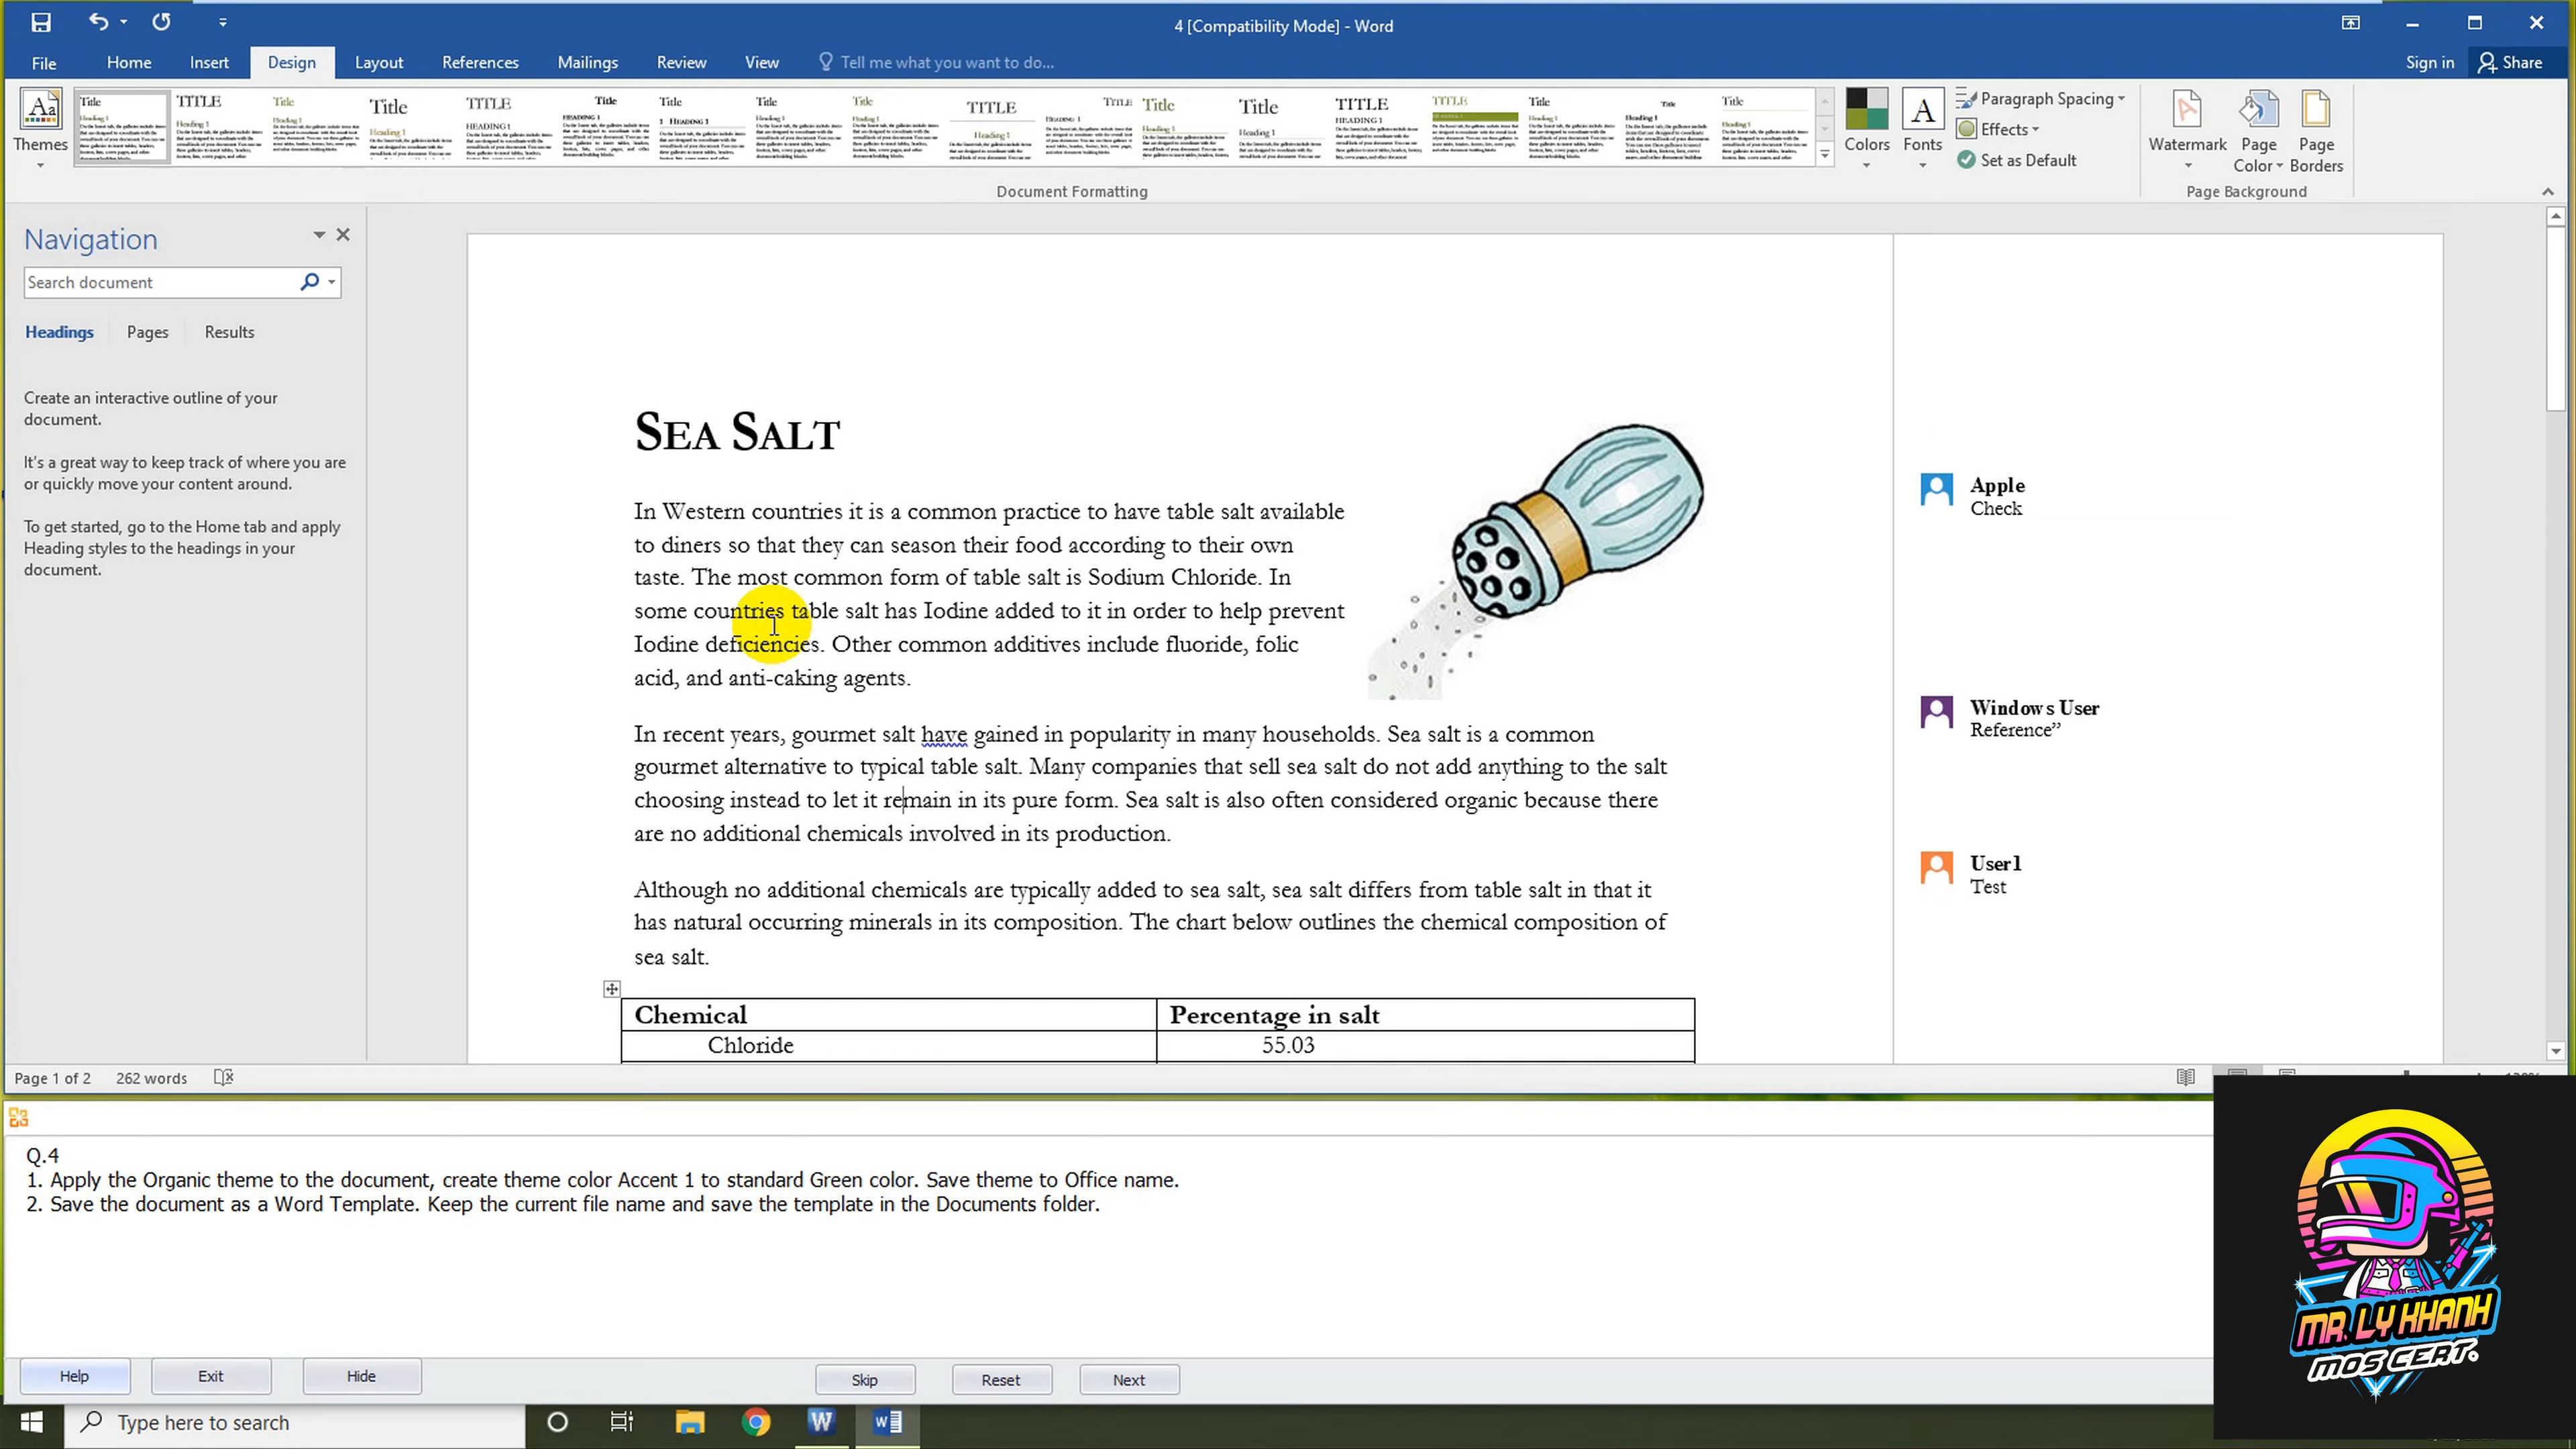 4 [Compatibility Mode] - Word
File
Home
Insert
Design
Layout
References
Mailings
Review
View
Tell me what you want to do...
Sign in
Share
Themes
Colors
Fonts
Paragraph Spacing
Effects
Set as Default
Watermark
Page Color
Page Borders
Document Formatting
Page Background
Navigation
Search document
Headings
Pages
Results
Create an interactive outline of your
document.
It's a great way to keep track of where you are
or quickly move your content around.
To get started, go to the Home tab and apply
Heading styles to the headings in your
document.
SEA SALT
In Western countries it is a common practice to have table salt available
to diners so that they can season their food according to their own
taste. The most common form of table salt is Sodium Chloride. In
some countries table salt has Iodine added to it in order to help prevent
Iodine deficiencies. Other common additives include fluoride, folic
acid, and anti-caking agents.
In recent years, gourmet salt have gained in popularity in many households. Sea salt is a common
gourmet alternative to typical table salt. Many companies that sell sea salt do not add anything to the salt
choosing instead to let it remain in its pure form. Sea salt is also often considered organic because there
are no additional chemicals involved in its production.
Although no additional chemicals are typically added to sea salt, sea salt differs from table salt in that it
has natural occurring minerals in its composition. The chart below outlines the chemical composition of
sea salt.
Chemical
Percentage in salt
Chloride
55.03
Apple
Check
Windows User
Reference”
User1
Test
Page 1 of 2
262 words
Q.4
1. Apply the Organic theme to the document, create theme color Accent 1 to standard Green color. Save theme to Office name.
2. Save the document as a Word Template. Keep the current file name and save the template in the Documents folder.
Help
Exit
Hide
Skip
Reset
Next
Type here to search
MR. LY KHANH
MOS CERT.